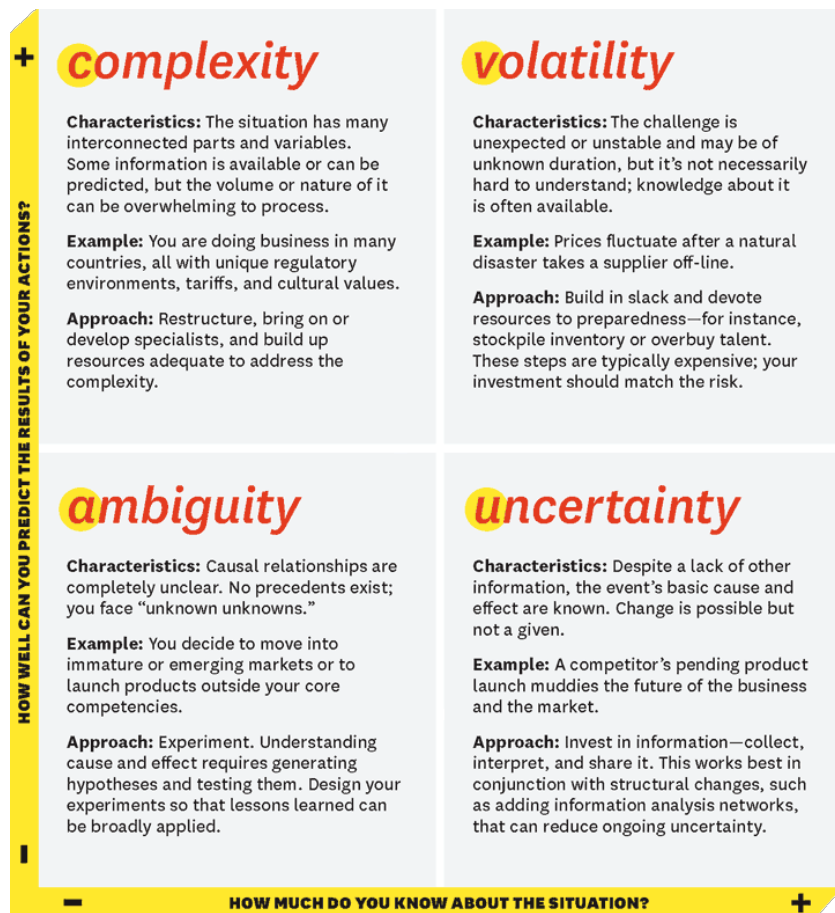 +
HOW WELL CAN YOU PREDICT THE RESULTS OF YOUR ACTIONS?
–
complexity
Characteristics: The situation has many
interconnected parts and variables.
Some information is available or can be
predicted, but the volume or nature of it
can be overwhelming to process.
Example: You are doing business in many
countries, all with unique regulatory
environments, tariffs, and cultural values.
Approach: Restructure, bring on or
develop specialists, and build up
resources adequate to address the
complexity.
volatility
Characteristics: The challenge is
unexpected or unstable and may be of
unknown duration, but it’s not necessarily
hard to understand; knowledge about it
is often available.
Example: Prices fluctuate after a natural
disaster takes a supplier off-line.
Approach: Build in slack and devote
resources to preparedness—for instance,
stockpile inventory or overbuy talent.
These steps are typically expensive; your
investment should match the risk.
ambiguity
Characteristics: Causal relationships are
completely unclear. No precedents exist;
you face “unknown unknowns.”
Example: You decide to move into
immature or emerging markets or to
launch products outside your core
competencies.
Approach: Experiment. Understanding
cause and effect requires generating
hypotheses and testing them. Design your
experiments so that lessons learned can
be broadly applied.
uncertainty
Characteristics: Despite a lack of other
information, the event’s basic cause and
effect are known. Change is possible but
not a given.
Example: A competitor’s pending product
launch muddies the future of the business
and the market.
Approach: Invest in information—collect,
interpret, and share it. This works best in
conjunction with structural changes, such
as adding information analysis networks,
that can reduce ongoing uncertainty.
– HOW MUCH DO YOU KNOW ABOUT THE SITUATION? +